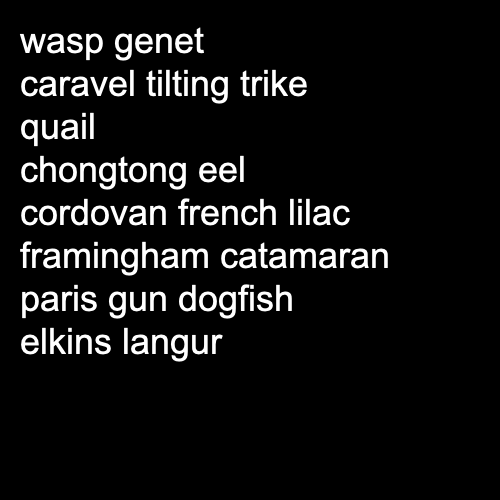 wasp genet
caravel tilting trike
quail
chongtong eel
cordovan french lilac
framingham catamaran
paris gun dogfish
elkins langur